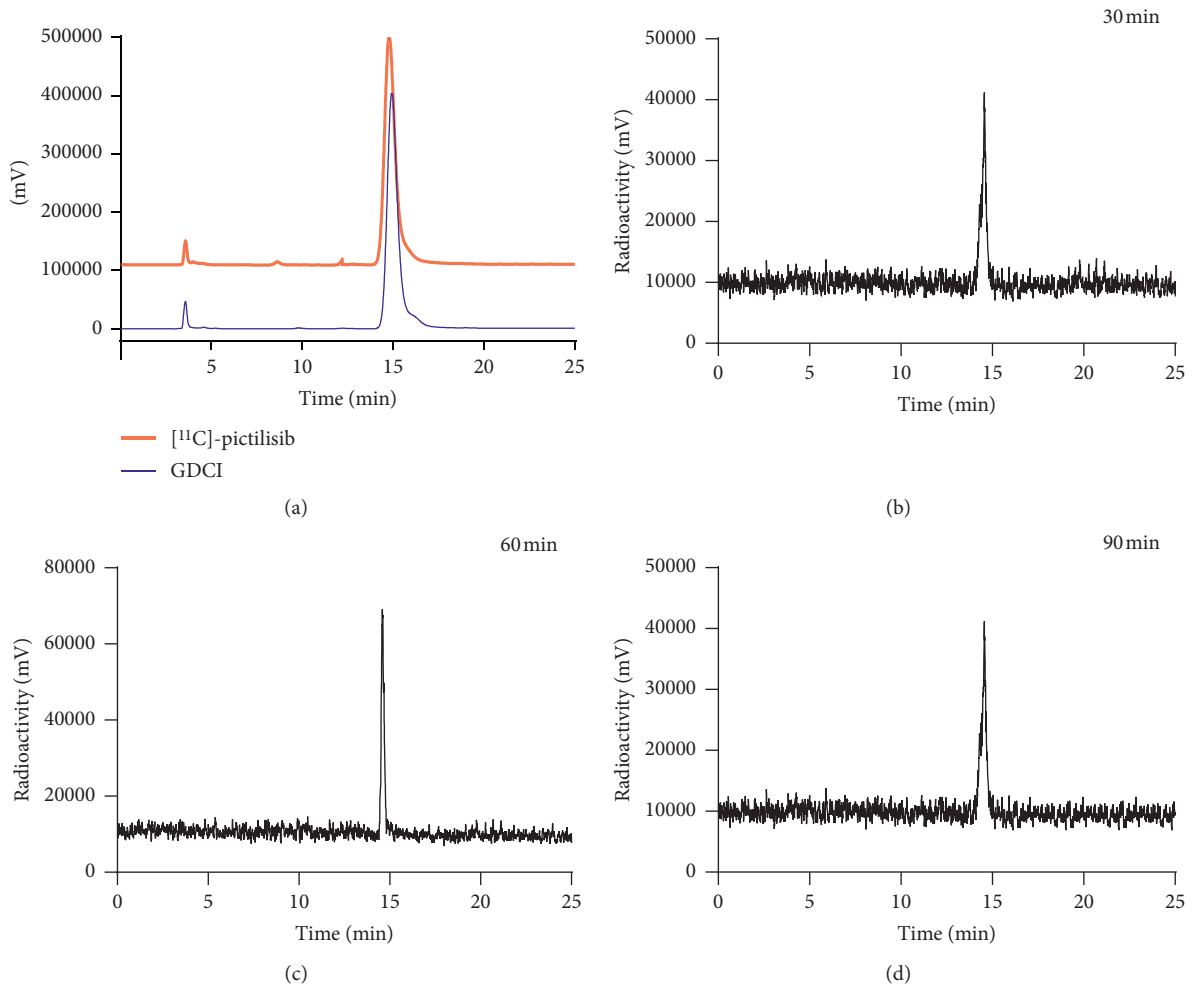 500000
400000
300000
200000
100000
0
(mV)
5
10
15
20
25
Time (min)
[¹¹C]-pictilisib
GDCI
(a)
30 min
50000
40000
30000
20000
10000
0
Radioactivity (mV)
0
5
10
15
20
25
Time (min)
(b)
60 min
80000
60000
40000
20000
0
Radioactivity (mV)
0
5
10
15
20
25
Time (min)
(c)
90 min
50000
40000
30000
20000
10000
0
Radioactivity (mV)
0
5
10
15
20
25
Time (min)
(d)